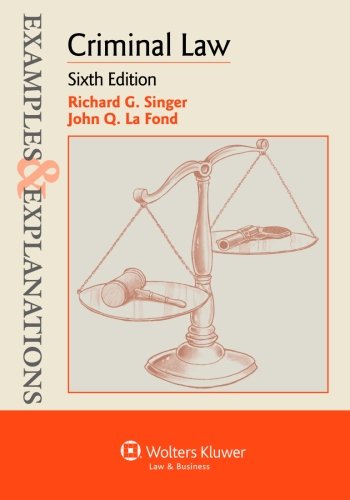 Criminal Law
Sixth Edition
Richard G. Singer
John Q. La Fond
EXAMPLES & EXPLANATIONS
Wolters Kluwer
Law & Business